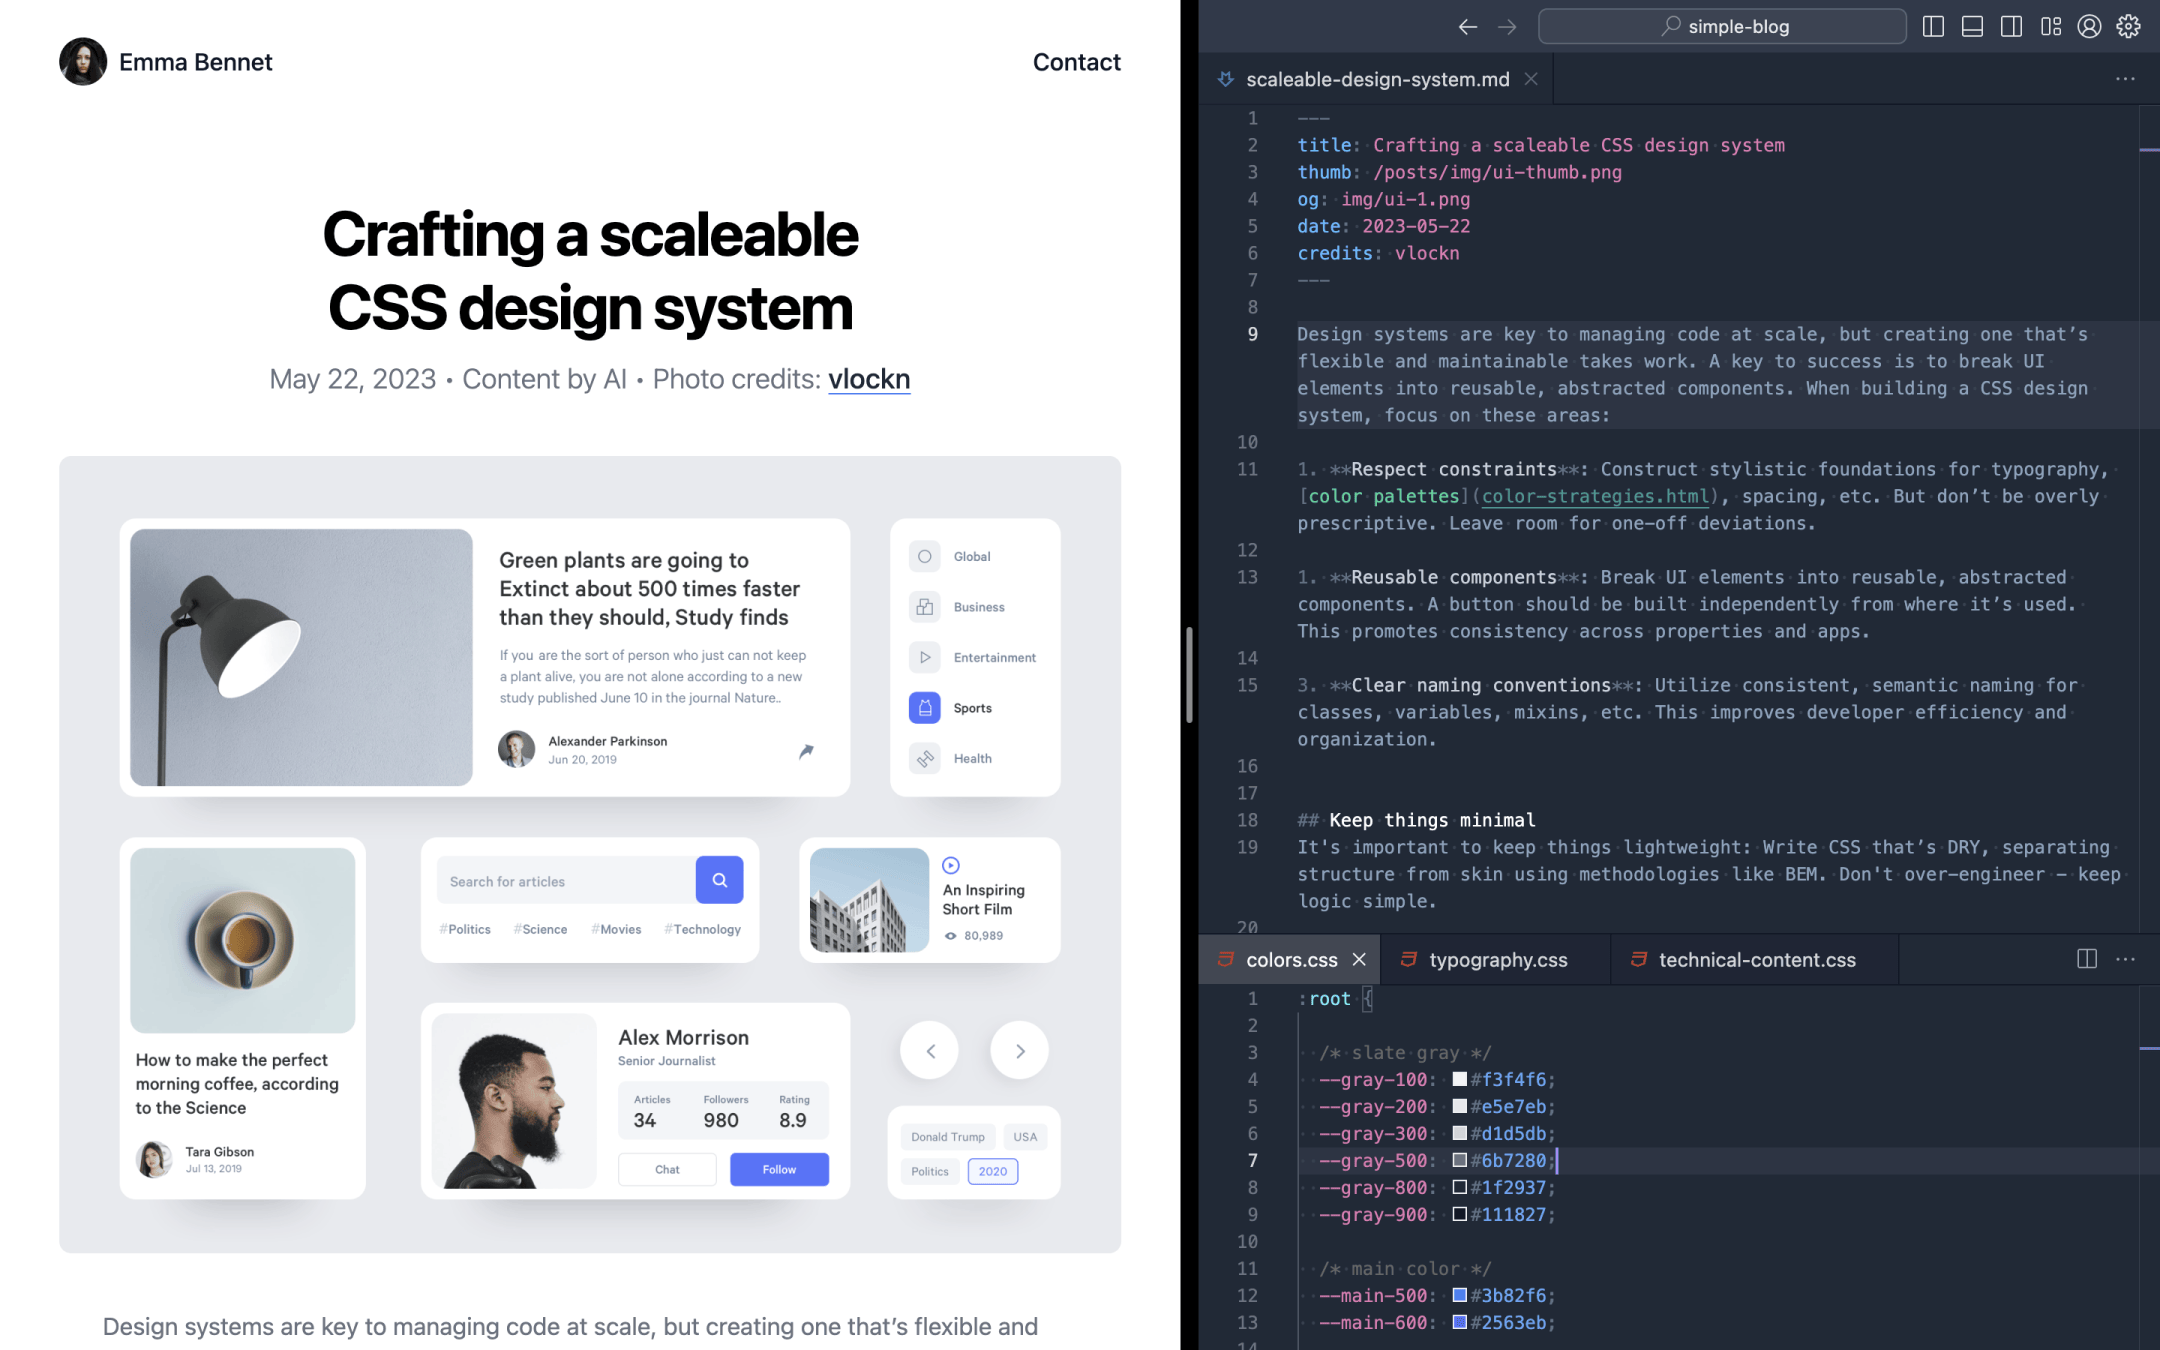 Emma Bennet
Contact
Crafting a scaleable
CSS design system
May 22, 2023 • Content by AI • Photo credits: vlockn
Green plants are going to
Extinct about 500 times faster
than they should, Study finds
If you are the sort of person who just can not keep
a plant alive, you are not alone according to a new
study published June 10 in the journal Nature..
Alexander Parkinson
Jun 20, 2019
Global
Business
Entertainment
Sports
Health
How to make the perfect
morning coffee, according
to the Science
Tara Gibson
Jul 13, 2019
Search for articles
#Politics #Science #Movies #Technology
An Inspiring
Short Film
80,989
Alex Morrison
Senior Journalist
Articles Followers Rating
34 980 8.9
Chat Follow
Donald Trump USA
Politics 2020
Design systems are key to managing code at scale, but creating one that’s flexible and
simple-blog
scaleable-design-system.md
1 ---
2 title: Crafting a scaleable CSS design system
3 thumb: /posts/img/ui-thumb.png
4 og: img/ui-1.png
5 date: 2023-05-22
6 credits: vlockn
7 ---
8
9 Design systems are key to managing code at scale, but creating one that’s
flexible and maintainable takes work. A key to success is to break UI
elements into reusable, abstracted components. When building a CSS design
system, focus on these areas:
10
11 1. **Respect constraints**: Construct stylistic foundations for typography,
[color palettes](color-strategies.html), spacing, etc. But don’t be overly
prescriptive. Leave room for one-off deviations.
12
13 1. **Reusable components**: Break UI elements into reusable, abstracted
components. A button should be built independently from where it’s used.
This promotes consistency across properties and apps.
14
15 3. **Clear naming conventions**: Utilize consistent, semantic naming for
classes, variables, mixins, etc. This improves developer efficiency and
organization.
16
17
18 ## Keep things minimal
19 It's important to keep things lightweight: Write CSS that’s DRY, separating
structure from skin using methodologies like BEM. Don't over-engineer – keep
logic simple.
20
colors.css typography.css technical-content.css
1 :root {
2
3 /* slate gray */
4 --gray-100: #f3f4f6;
5 --gray-200: #e5e7eb;
6 --gray-300: #d1d5db;
7 --gray-500: #6b7280;
8 --gray-800: #1f2937;
9 --gray-900: #111827;
10
11 /* main color */
12 --main-500: #3b82f6;
13 --main-600: #2563eb;
14